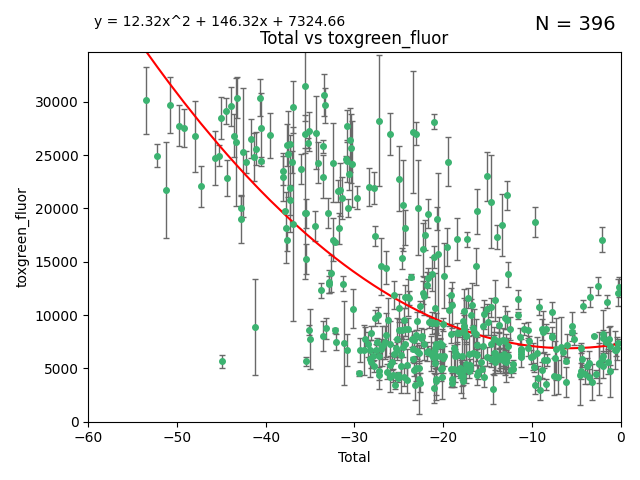 y = 12.32x^2 + 146.32x + 7324.66
N = 396
Total vs toxgreen_fluor
toxgreen_fluor
30000
25000
20000
15000
10000
5000
0
−60
−50
−40
−30
−20
−10
0
Total